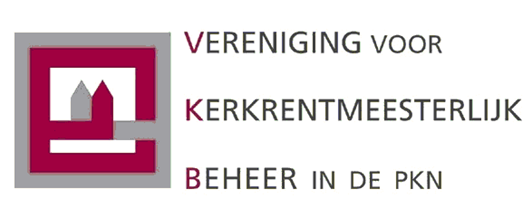 VERENIGING VOOR
KERKRENTMEESTERLIJK
BEHEER IN DE PKN